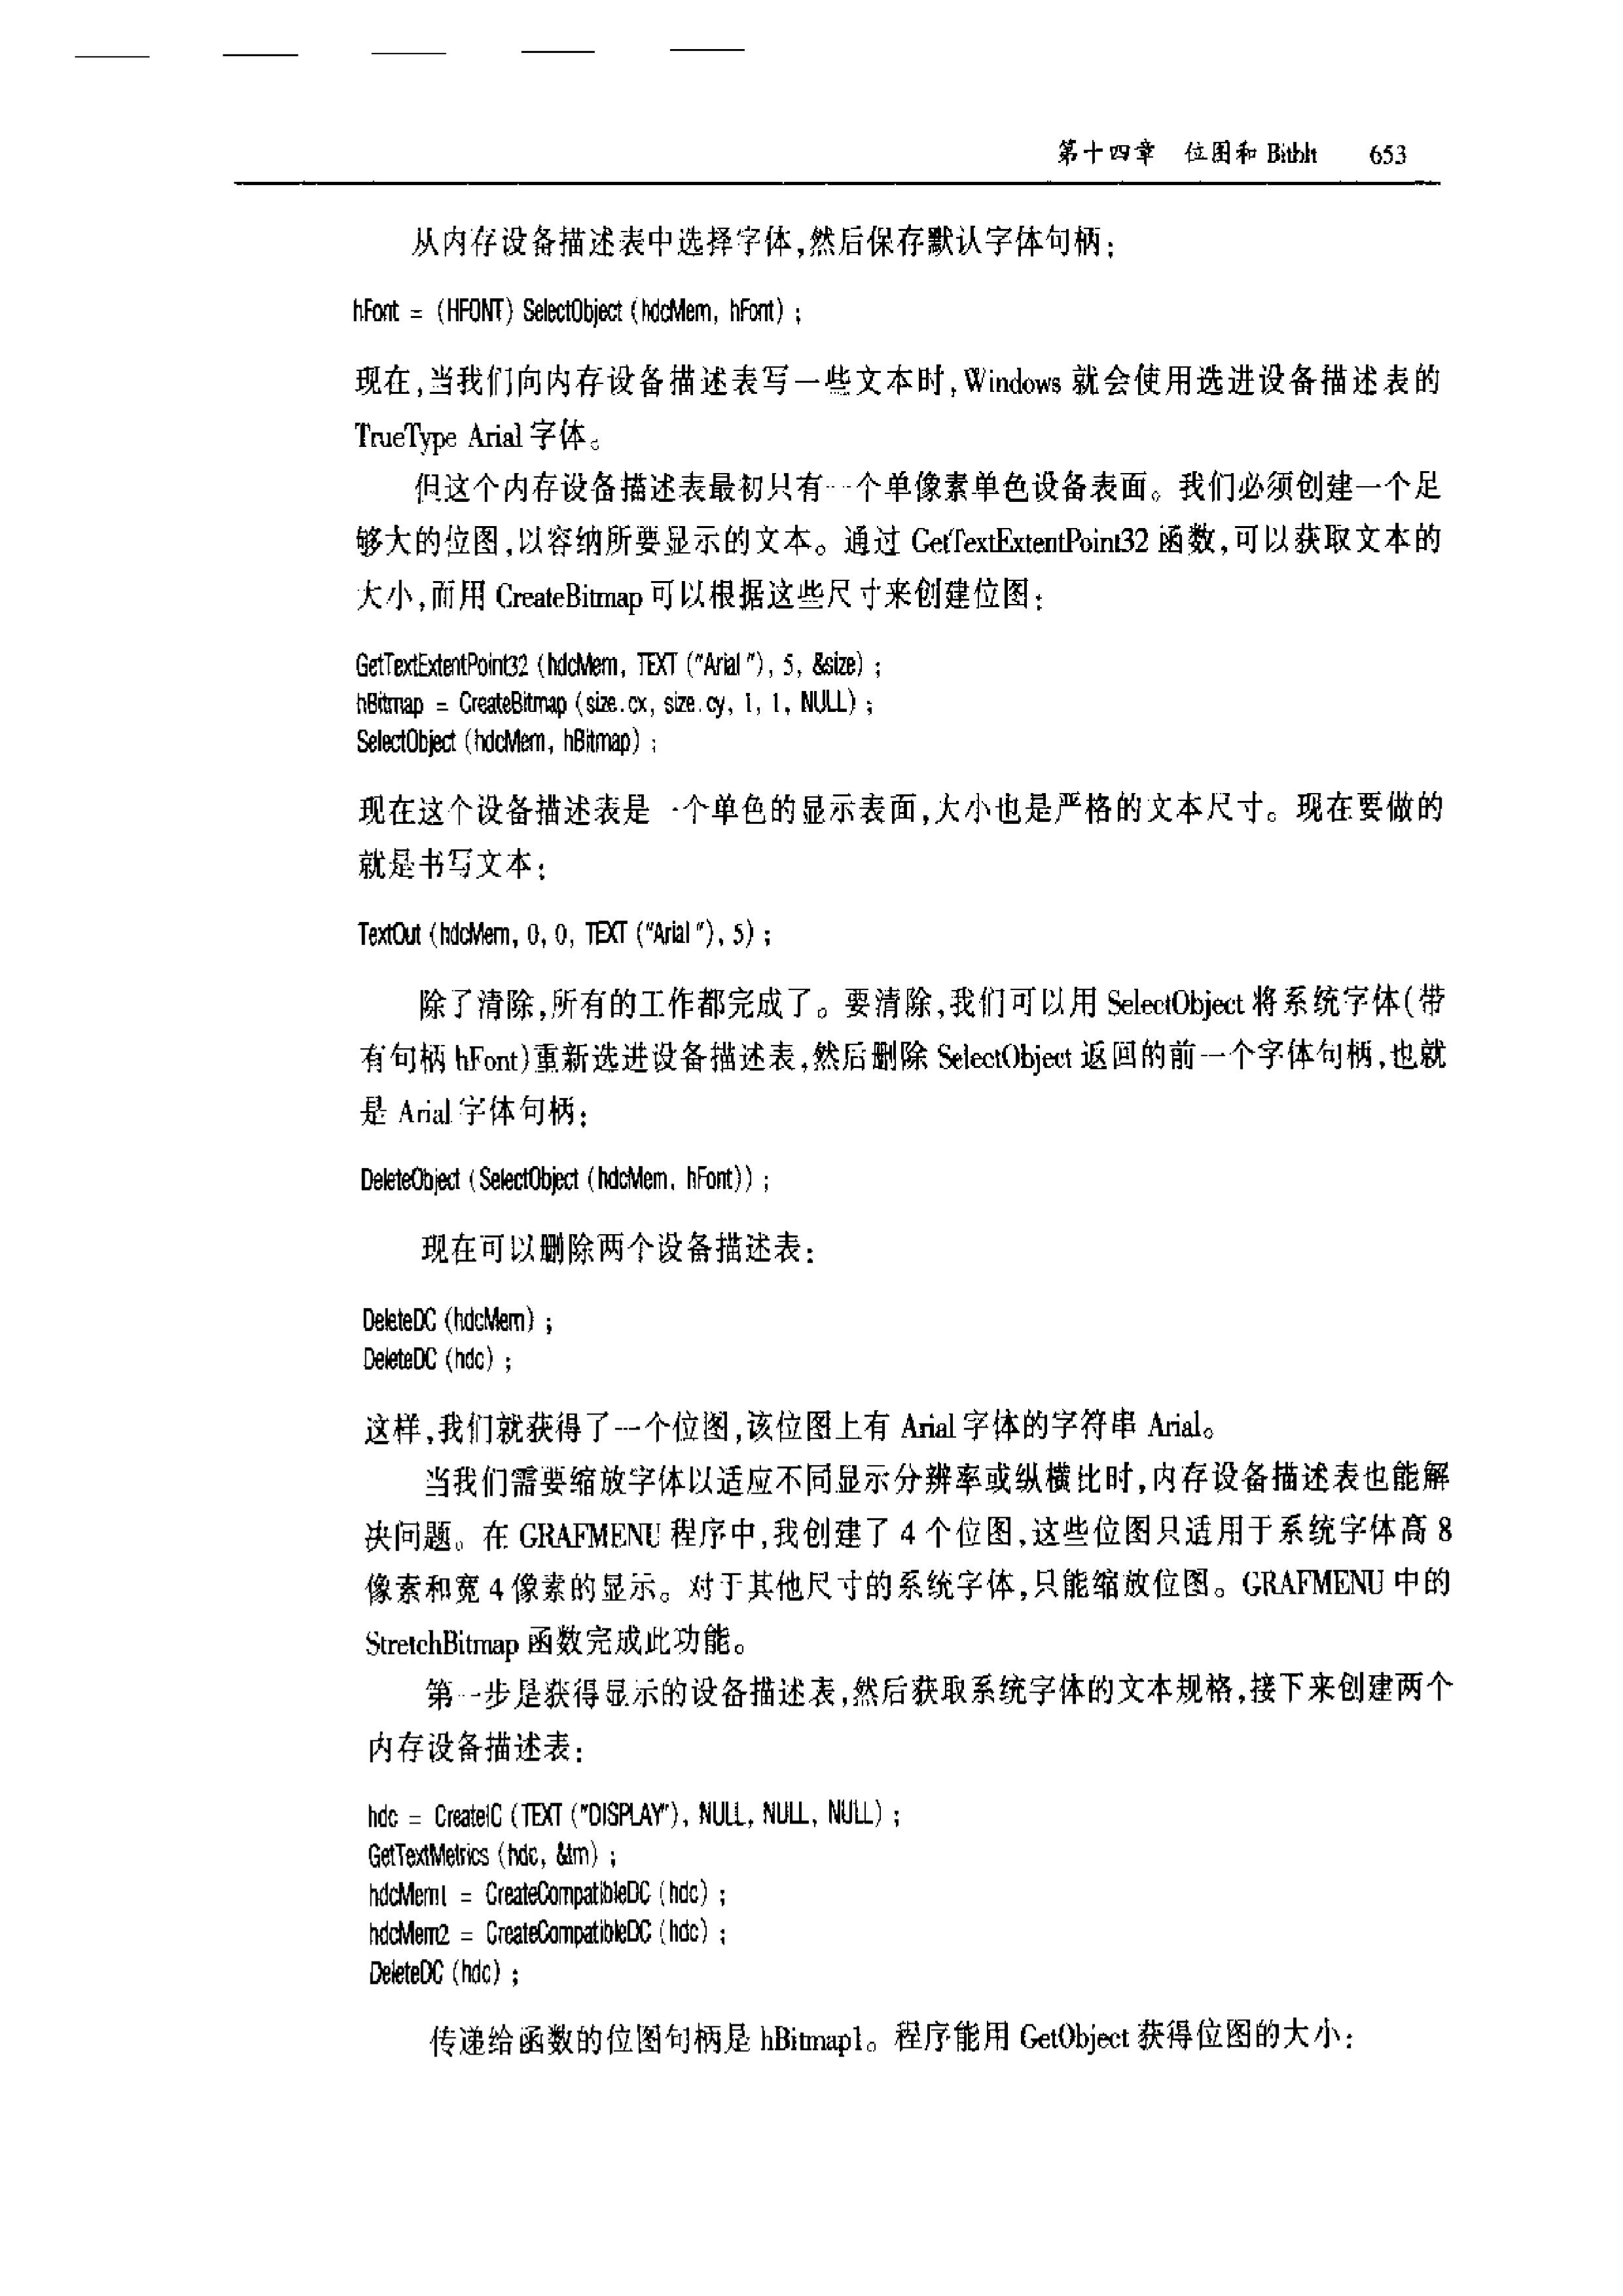 第十四章 位图和 Bitblt 653
从内存设备描述表中选择字体,然后保存默认字体句柄:
hFont = (HFONT) SelectObject (hdcMem, hFont) ;
现在,当我们向内存设备描述表写一些文本时,Windows 就会使用选进设备描述表的
TrueType Arial 字体。
但这个内存设备描述表最初只有一个单像素单色设备表面。我们必须创建一个足
够大的位图,以容纳所要显示的文本。通过 GetTextExtentPoint32 函数,可以获取文本的
大小,而用 CreateBitmap 可以根据这些尺寸来创建位图:
GetTextExtentPoint32 (hdcMem, TEXT ("Arial"), 5, &size) ;
hBitmap = CreateBitmap (size.cx, size.cy, 1, 1, NULL) ;
SelectObject (hdcMem, hBitmap) ;
现在这个设备描述表是一个单色的显示表面,大小也是严格的文本尺寸。现在要做的
就是书写文本:
TextOut (hdcMem, 0, 0, TEXT ("Arial"), 5) ;
除了清除,所有的工作都完成了。要清除,我们可以用 SelectObject 将系统字体(带
有句柄 hFont)重新选进设备描述表,然后删除 SelectObject 返回的前一个字体句柄,也就
是 Arial 字体句柄:
DeleteObject (SelectObject (hdcMem, hFont)) ;
现在可以删除两个设备描述表:
DeleteDC (hdcMem) ;
DeleteDC (hdc) ;
这样,我们就获得了一个位图,该位图上有 Arial 字体的字符串 Arial。
当我们需要缩放字体以适应不同显示分辨率或纵横比时,内存设备描述表也能解
决问题。在 GRAFMENU 程序中,我创建了 4 个位图,这些位图只适用于系统字体高 8
像素和宽 4 像素的显示。对于其他尺寸的系统字体,只能缩放位图。GRAFMENU 中的
StretchBitmap 函数完成此功能。
第一步是获得显示的设备描述表,然后获取系统字体的文本规格,接下来创建两个
内存设备描述表:
hdc = CreateIC (TEXT ("DISPLAY"), NULL, NULL, NULL) ;
GetTextMetrics (hdc, &tm) ;
hdcMem1 = CreateCompatibleDC (hdc) ;
hdcMem2 = CreateCompatibleDC (hdc) ;
DeleteDC (hdc) ;
传递给函数的位图句柄是 hBitmap1。程序能用 GetObject 获得位图的大小: